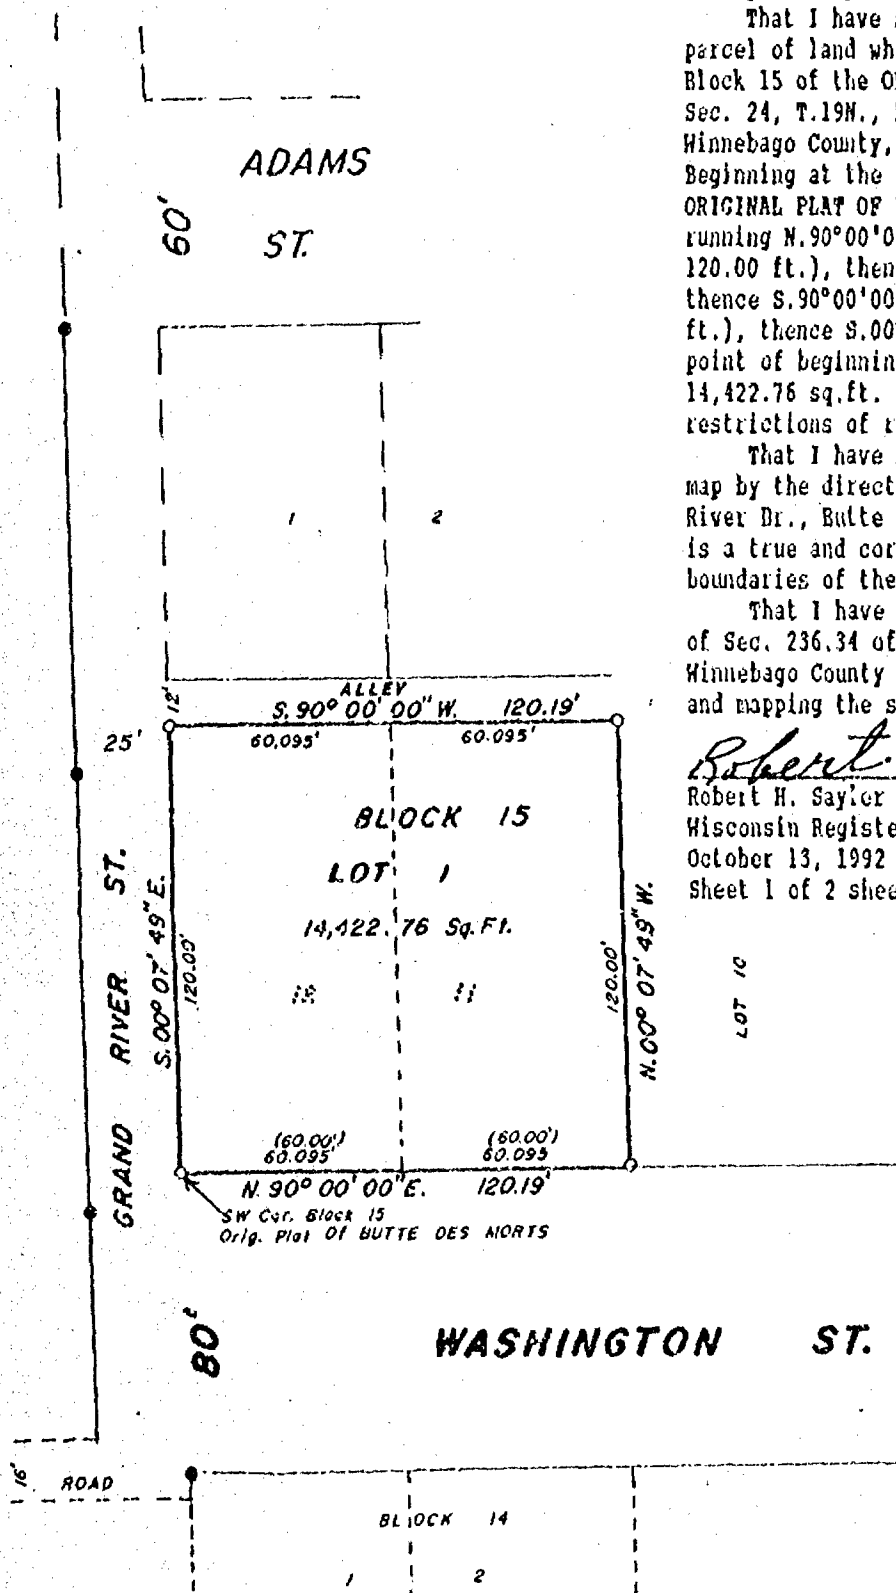 ADAMS
ST.
60'
1
2
12'
ALLEY
S. 90° 00' 00" W. 120.19'
60.095' 60.095'
25'
BLOCK 15
LOT 1
14,422.76 Sq. Ft.
12 11
GRAND RIVER ST.
S. 00° 07' 49" E.
120.00'
120.00'
N. 00° 07' 49" W.
LOT 10
(60.00') (60.00')
60.095' 60.095
N. 90° 00' 00" E. 120.19'
SW Cor. Block 15
Orig. Plat Of BUTTE DES MORTS
80'
WASHINGTON ST.
16'
ROAD
BLOCK 14
1 2
That I have
parcel of land wh
Block 15 of the O
Sec. 24, T.19N.,
Winnebago County,
Beginning at the
ORIGINAL PLAT OF
running N.90°00'0
120.00 ft.), then
thence S.90°00'00
ft.), thence S.00
point of beginnin
14,422.76 sq.ft.
restrictions of r
That I have
map by the direct
River Dr., Butte
is a true and cor
boundaries of the
That I have
of Sec. 236.34 of
Winnebago County
and mapping the s
Robert
Robert H. Saylor
Wisconsin Registe
October 13, 1992
Sheet 1 of 2 shee